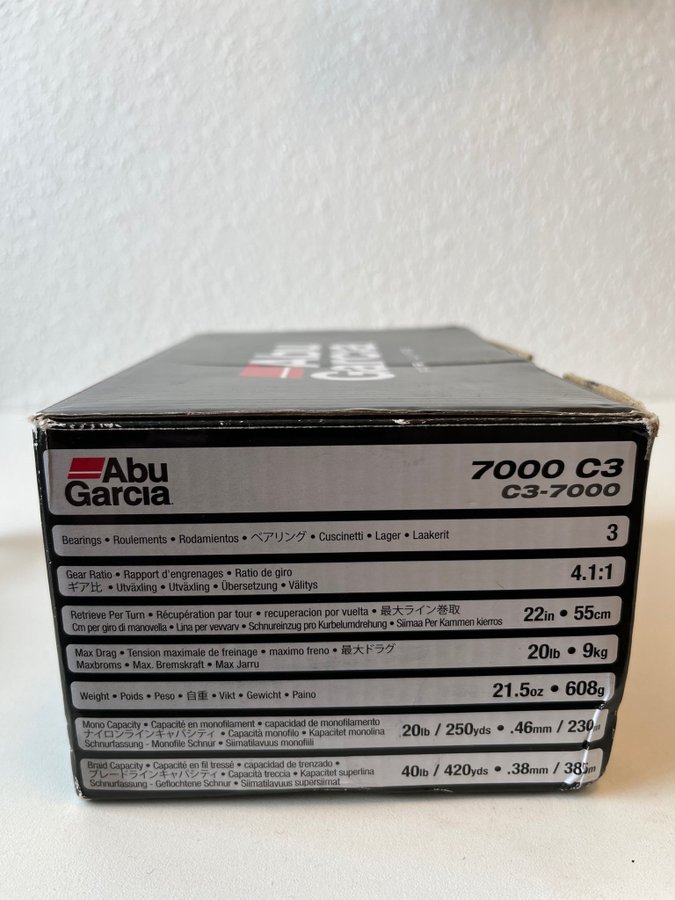 Abu
Garcia
Abu
Garcia
7000 C3
C3-7000
Bearings • Roulements • Rodamientos • ベアリング • Cuscinetti • Lager • Laakerit
3
Gear Ratio • Rapport d'engrenages • Ratio de giro
ギア比 • Utväxling • Utväxling • Übersetzung • Välitys
4.1:1
Retrieve Per Turn • Récupération par tour • recuperacion por vuelta • 最大ライン巻取
Cm per giro di manovella • Lina per vevvarv • Schnureinzug pro Kurbelumdrehung • Siimaa Per Kammen kierros
22in • 55cm
Max Drag • Tension maximale de freinage • maximo freno • 最大ドラグ
Maxbroms • Max. Bremskraft • Max Jarru
20lb • 9kg
Weight • Poids • Peso • 自重 • Vikt • Gewicht • Paino
21.5oz • 608g
Mono Capacity • Capacité en monofilament • capacidad de monofilamento
ナイロンラインキャパシティ • Capacità monofilo • Kapacitet monolina
Schnurfassung - Monofile Schnur • Siimatilavuus monofiili
20lb / 250yds • .46mm / 230m
Braid Capacity • Capacité en fil tressé • capacidad de trenzado •
ブレードラインキャパシティ • Capacità treccia • Kapacitet superlina
Schnurfassung - Geflochtene Schnur • Siimatilavuus supersiimat
40lb / 420yds • .38mm / 385m